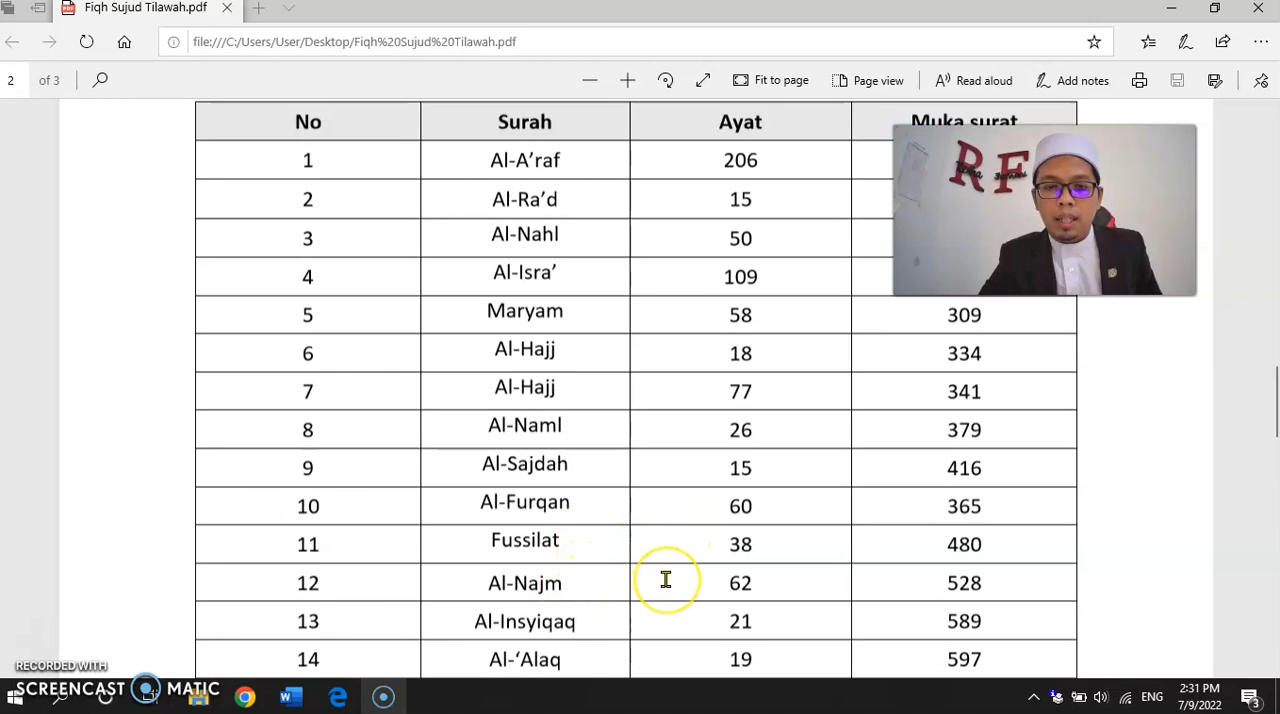 Fiqh Sujud Tilawah.pdf
file:///C:/Users/User/Desktop/Fiqh%20Sujud%20Tilawah.pdf
2 of 3 Fit to page Page view Read aloud Add notes
No Surah Ayat Muka surat
1 Al-A’raf 206
2 Al-Ra’d 15
3 Al-Nahl 50
4 Al-Isra’ 109
5 Maryam 58 309
6 Al-Hajj 18 334
7 Al-Hajj 77 341
8 Al-Naml 26 379
9 Al-Sajdah 15 416
10 Al-Furqan 60 365
11 Fussilat 38 480
12 Al-Najm 62 528
13 Al-Insyiqaq 21 589
14 Al-‘Alaq 19 597
R F
RECORDED WITH
SCREENCAST MATIC
ENG
2:31 PM
7/9/2022
3